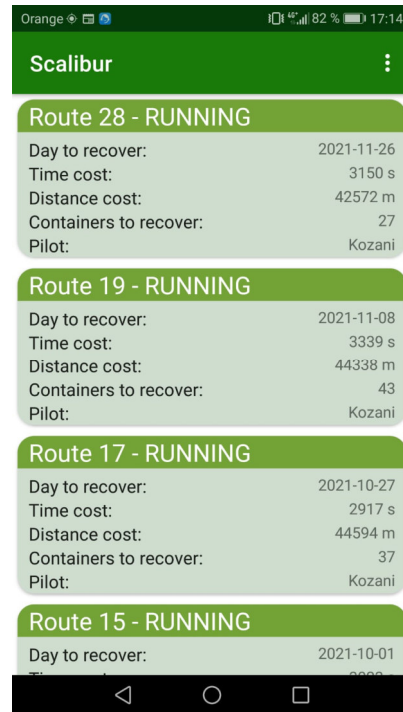 Orange 82 % 17:14
Scalibur
Route 28 - RUNNING
Day to recover: 2021-11-26
Time cost: 3150 s
Distance cost: 42572 m
Containers to recover: 27
Pilot: Kozani
Route 19 - RUNNING
Day to recover: 2021-11-08
Time cost: 3339 s
Distance cost: 44338 m
Containers to recover: 43
Pilot: Kozani
Route 17 - RUNNING
Day to recover: 2021-10-27
Time cost: 2917 s
Distance cost: 44594 m
Containers to recover: 37
Pilot: Kozani
Route 15 - RUNNING
Day to recover: 2021-10-01